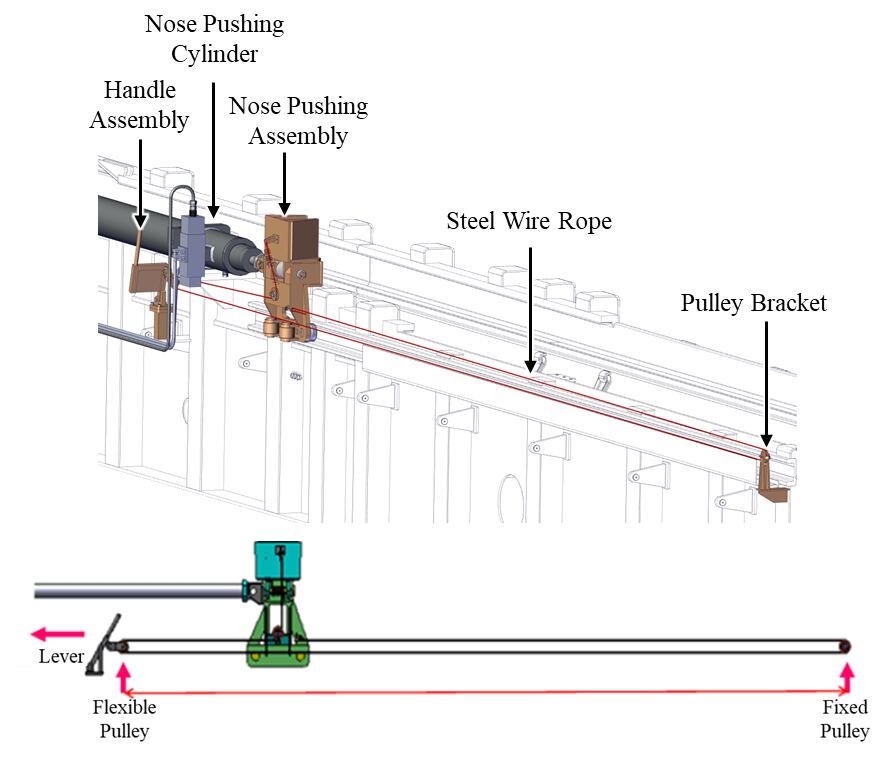 Nose Pushing
Cylinder
Handle
Assembly
Nose Pushing
Assembly
Steel Wire Rope
Pulley Bracket
Lever
Flexible
Pulley
Fixed
Pulley